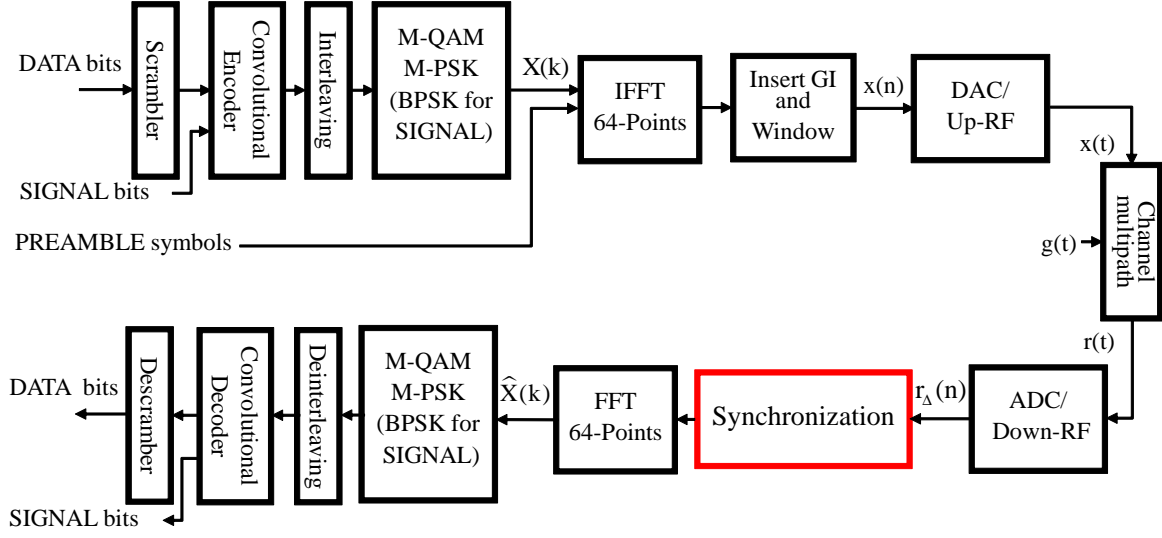 DATA bits
Scrambler
Convolutional
Encoder
Interleaving
M-QAM
M-PSK
(BPSK for
SIGNAL)
X(k)
IFFT
64-Points
Insert GI
and
Window
x(n)
DAC/
Up-RF
x(t)
SIGNAL bits
PREAMBLE symbols
g(t)
Channel
multipath
r(t)
DATA bits
Descramber
Convolutional
Decoder
Deinterleaving
M-QAM
M-PSK
(BPSK for
SIGNAL)
X̂(k)
FFT
64-Points
Synchronization
r_Δ(n)
ADC/
Down-RF
SIGNAL bits